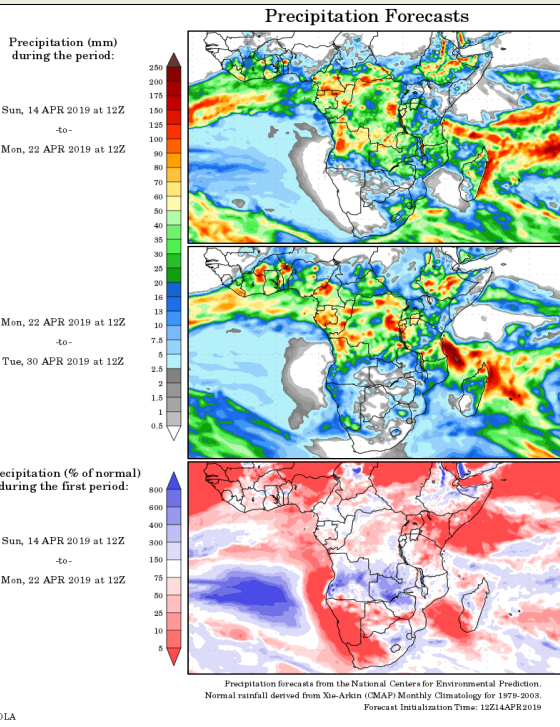 Precipitation Forecasts
Precipitation (mm)
during the period:
Sun, 14 APR 2019 at 12Z
-to-
Mon, 22 APR 2019 at 12Z
250
200
175
150
125
100
90
80
70
60
50
40
35
30
25
20
16
13
10
7.5
5
2.5
2
1.5
1
0.5
Mon, 22 APR 2019 at 12Z
-to-
Tue, 30 APR 2019 at 12Z
ecipitation (% of normal)
during the first period:
Sun, 14 APR 2019 at 12Z
-to-
Mon, 22 APR 2019 at 12Z
800
600
400
300
150
75
50
25
10
5
Precipitation forecasts from the National Centers for Environmental Prediction.
Normal rainfall derived from Xie-Arkin (CMAP) Monthly Climatology for 1979-2003.
Forecast Initialization Time: 12Z14APR2019
OLA